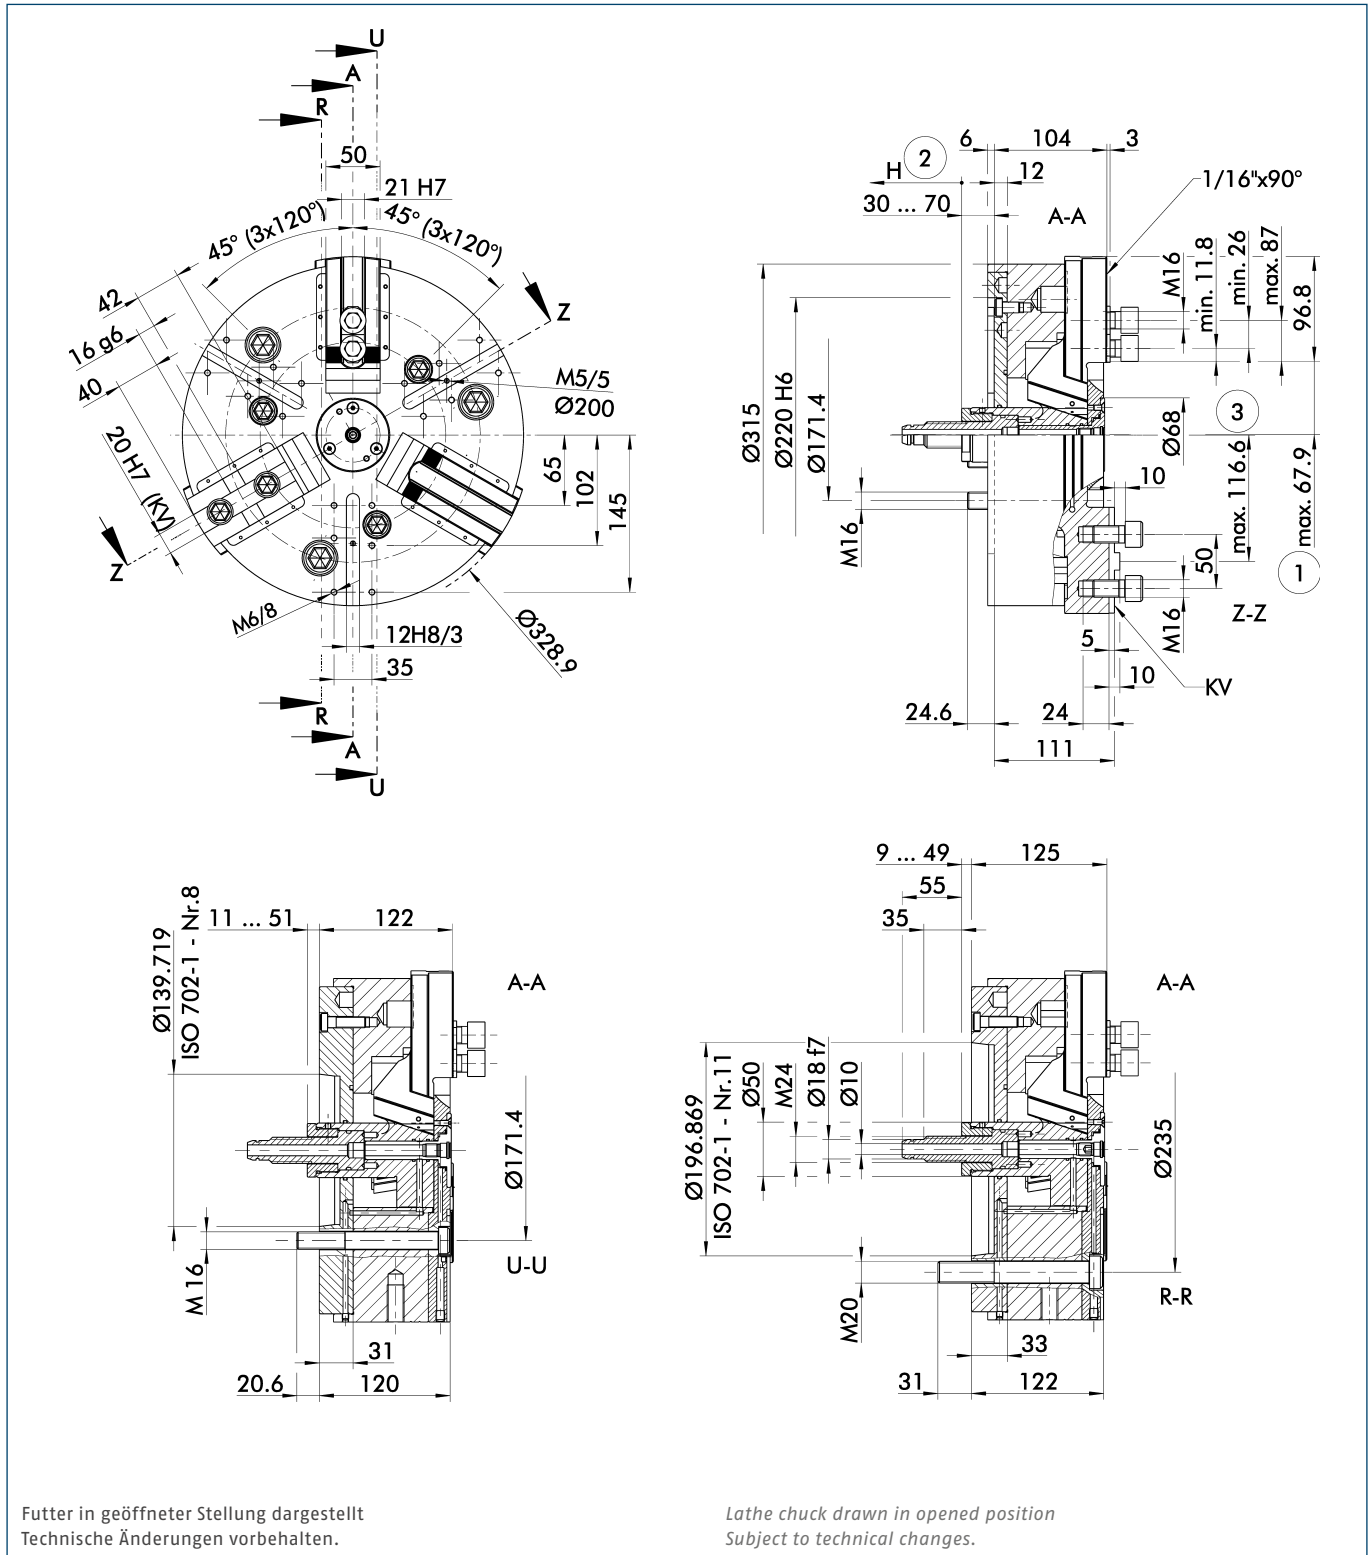 U
A
R
50
21 H7
45° (3x120°)
45° (3x120°)
42
16 g6
40
20 H7 (KV)
Z
Z
M5/5
Ø200
65
102
145
M6/8
12H8/3
35
Ø328.9
R
A
U
6
104
3
H
2
12
30 ... 70
A-A
1/16"x90°
M16
min. 11.8
min. 26
max. 87
96.8
Ø315
Ø220 H6
Ø171.4
M16
Ø68
3
10
max. 116.6
max. 67.9
50
1
M16
Z-Z
5
10
KV
24.6
24
111
Ø139.719
ISO 702-1 - Nr.8
11 ... 51
122
A-A
Ø171.4
M 16
U-U
31
20.6
120
9 ... 49
125
55
35
A-A
Ø196.869
ISO 702-1 - Nr.11
Ø50
M24
Ø18 f7
Ø10
Ø235
M20
R-R
33
31
122
Futter in geöffneter Stellung dargestellt
Technische Änderungen vorbehalten.
Lathe chuck drawn in opened position
Subject to technical changes.